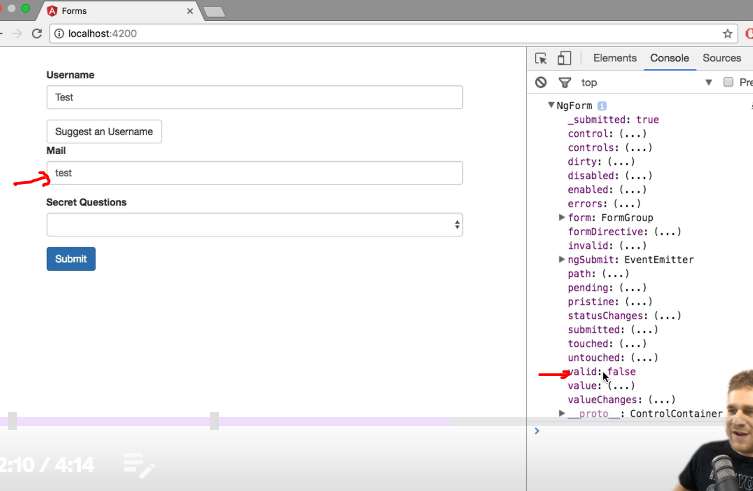 Forms
localhost:4200
Username
Test
Suggest an Username
Mail
test
Secret Questions
Submit
Elements Console Sources
top
Pre
NgForm i
_submitted: true
control: (...)
controls: (...)
dirty: (...)
disabled: (...)
enabled: (...)
errors: (...)
form: FormGroup
formDirective: (...)
invalid: (...)
ngSubmit: EventEmitter
path: (...)
pending: (...)
pristine: (...)
statusChanges: (...)
submitted: (...)
touched: (...)
untouched: (...)
valid: false
value: (...)
valueChanges: (...)
__proto__: ControlContainer
2:10 / 4:14